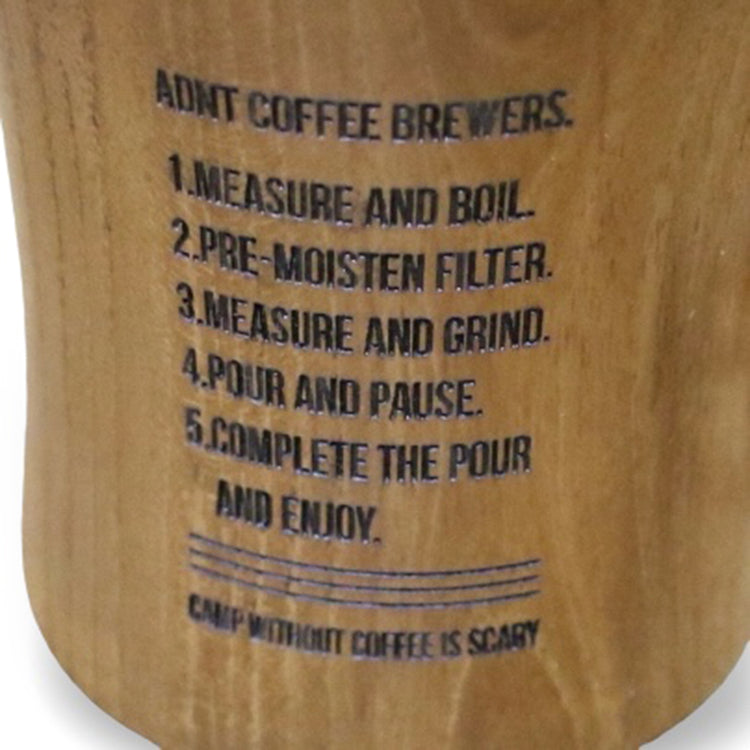 ADNT COFFEE BREWERS.
1.MEASURE AND BOIL.
2.PRE-MOISTEN FILTER.
3.MEASURE AND GRIND.
4.POUR AND PAUSE.
5.COMPLETE THE POUR
AND ENJOY.
CAMP WITHOUT COFFEE IS SCARY